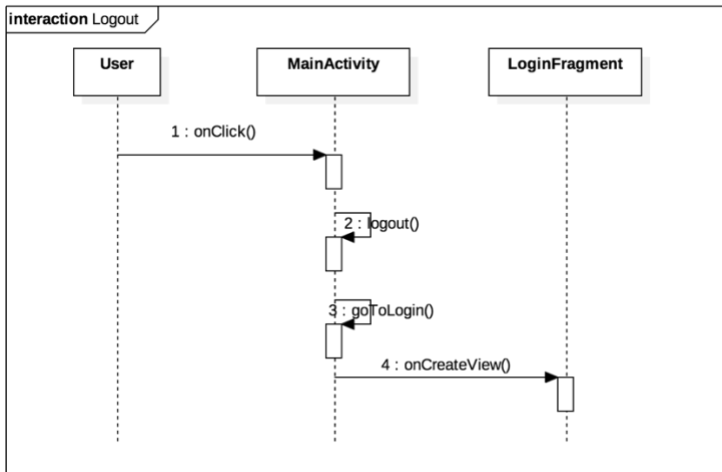 interaction Logout
User
MainActivity
LoginFragment
1 : onClick()
2 : logout()
3 : goToLogin()
4 : onCreateView()